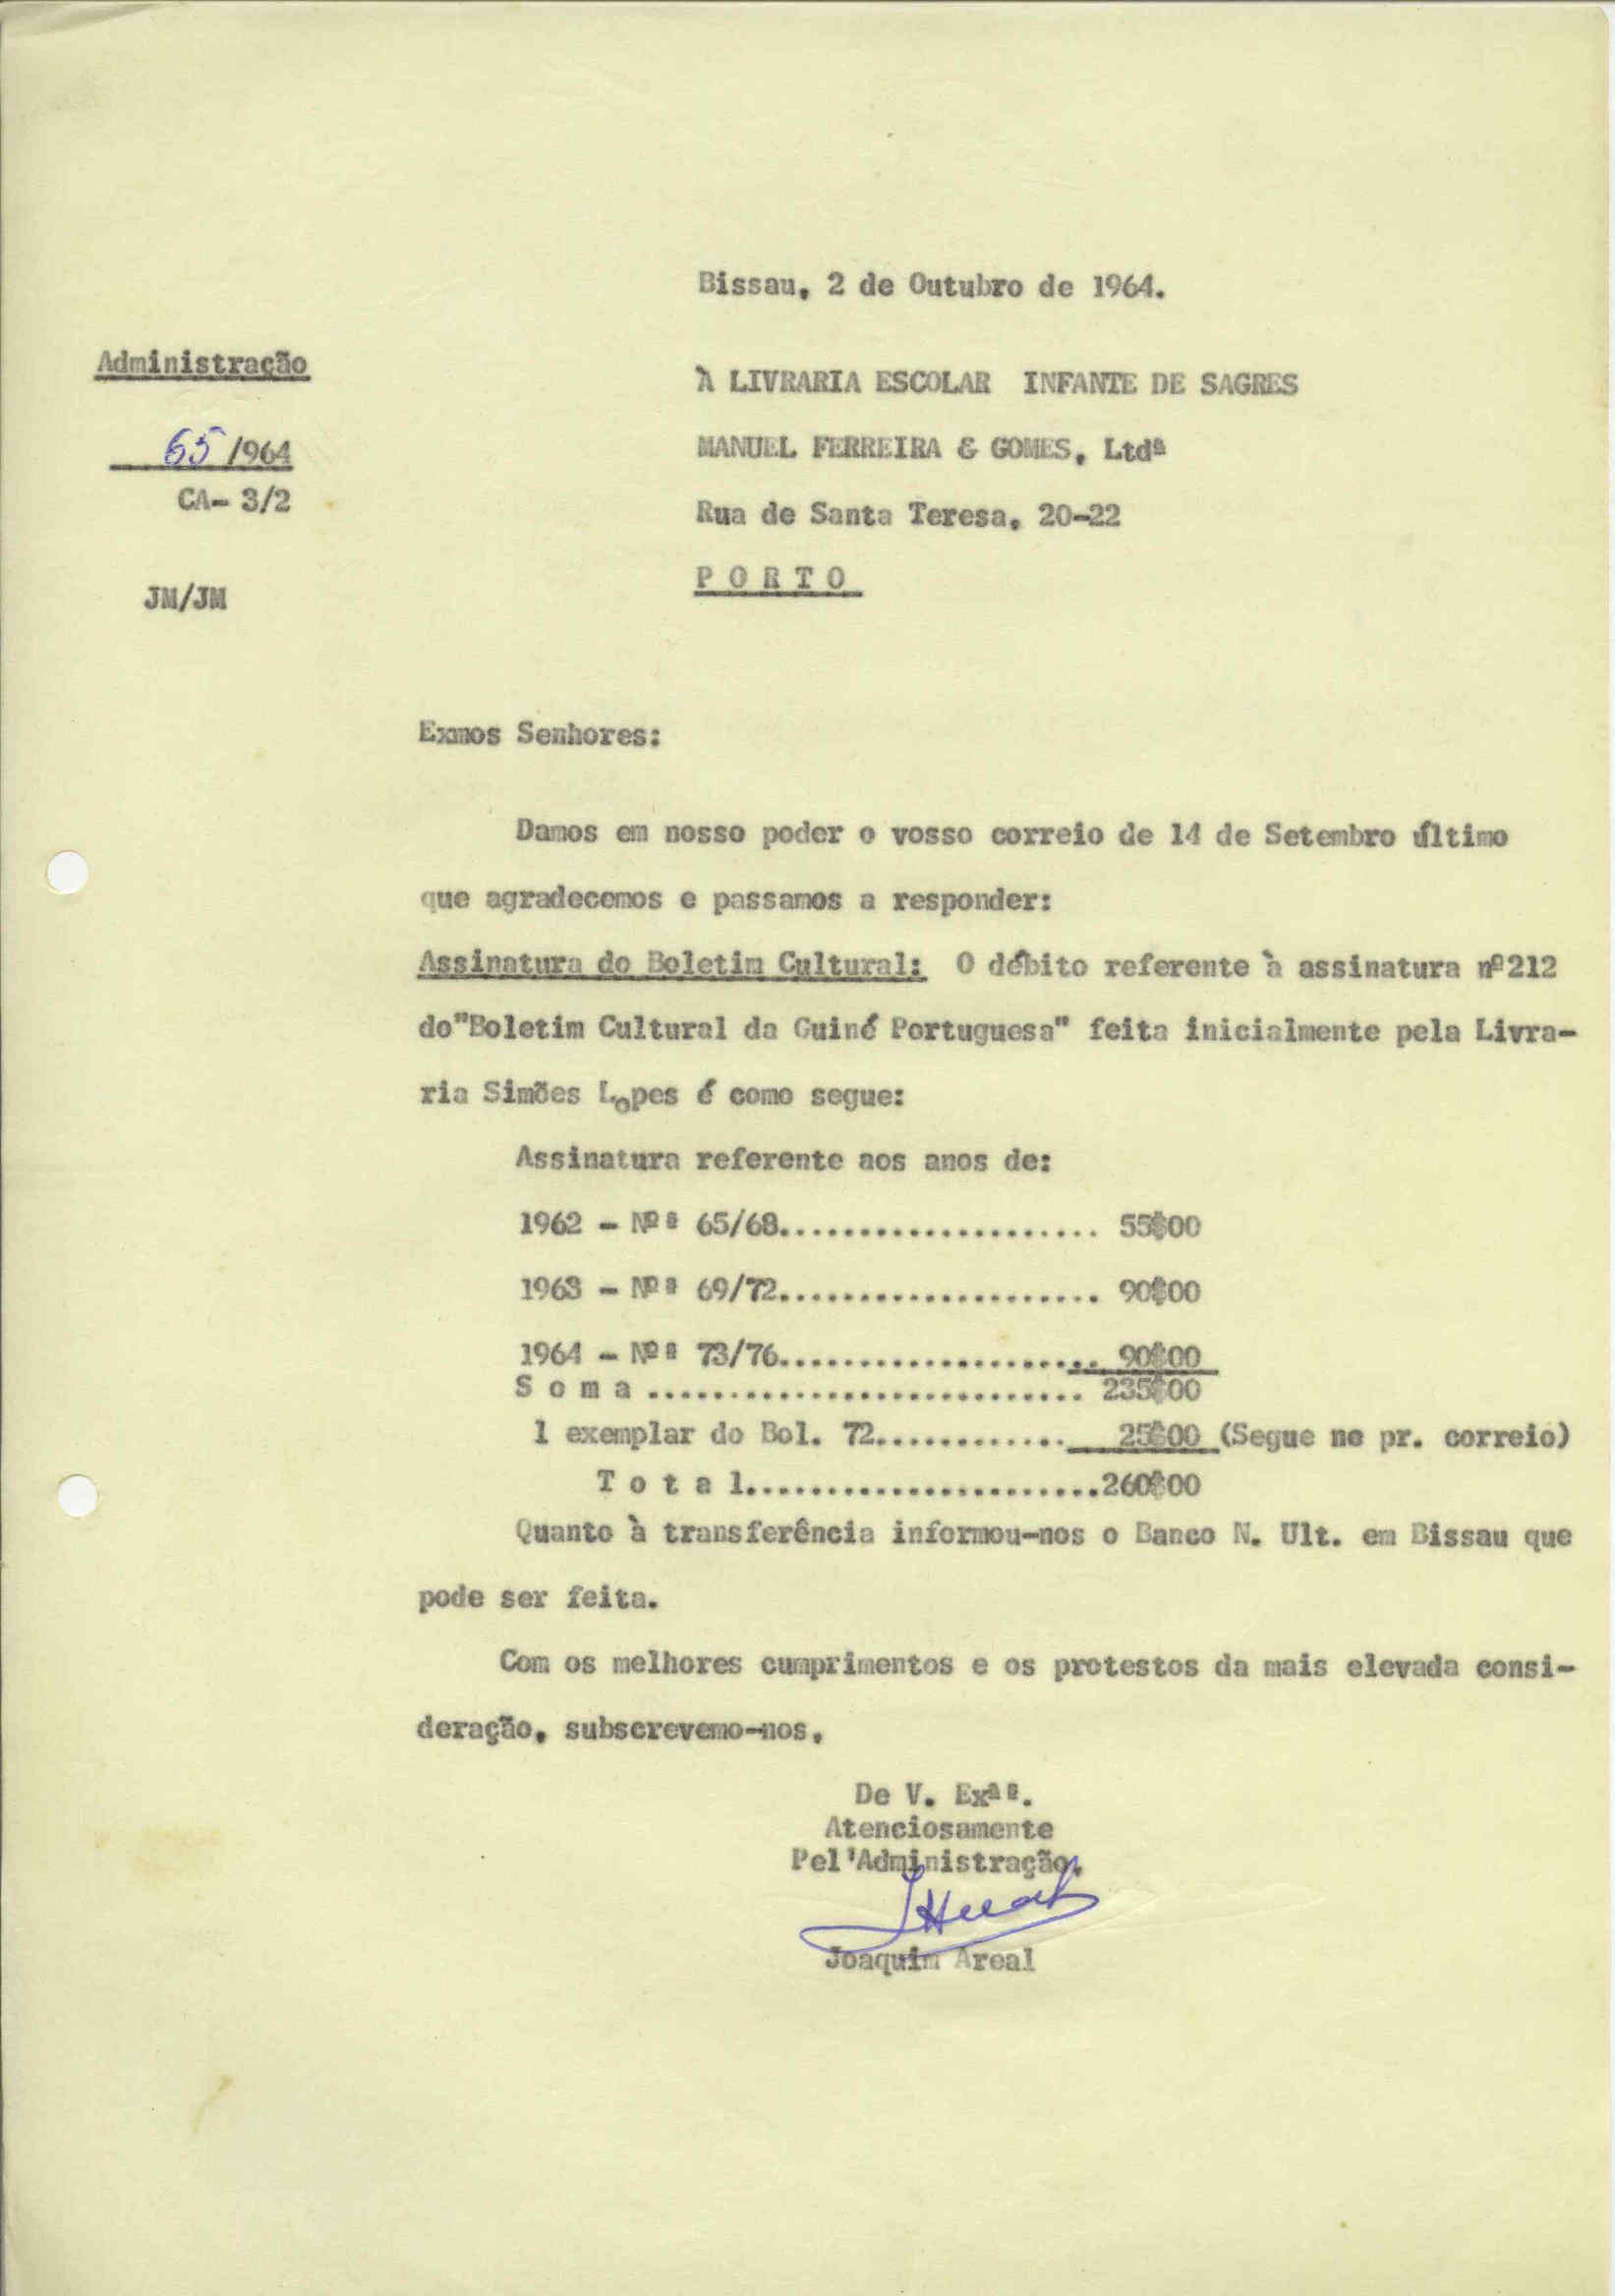 Bissau, 2 de Outubro de 1964.
Administração
À LIVRARIA ESCOLAR INFANTE DE SAGRES
65/964
MANUEL FERREIRA & GOMES, Ltdª
CA- 3/2
Rua de Santa Teresa, 20-22
PORTO
JM/JM
Exmos Senhores:
Damos em nosso poder o vosso correio de 14 de Setembro último
que agradecemos e passamos a responder:
Assinatura do Boletim Cultural: O débito referente à assinatura nº212
do"Boletim Cultural da Guiné Portuguesa" feita inicialmente pela Livra-
ria Simões Lopes é como segue:
Assinatura referente aos anos de:
1962 - Nºs 65/68.................... 55$00
1963 - Nºs 69/72.................... 90$00
1964 - Nºs 73/76.................... 90$00
Soma........................... 235$00
1 exemplar do Bol. 72............ 25$00 (Segue no pr. correio)
Total......................260$00
Quanto à transferência informou-nos o Banco N. Ult. em Bissau que
pode ser feita.
Com os melhores cumprimentos e os protestos da mais elevada consi-
deração, subscrevemo-nos,
De V. Exªs.
Atenciosamente
Pel'Administração,
Joaquim Areal